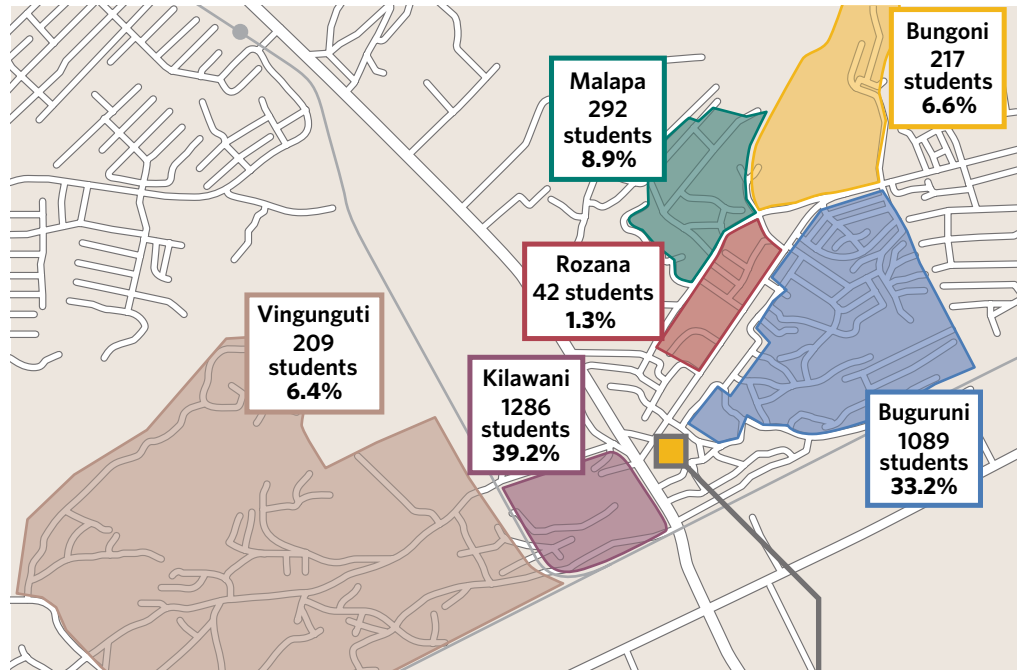 Bungoni
217
students
6.6%
Malapa
292
students
8.9%
Rozana
42 students
1.3%
Vingunguti
209
students
6.4%
Kilawani
1286
students
39.2%
Buguruni
1089
students
33.2%